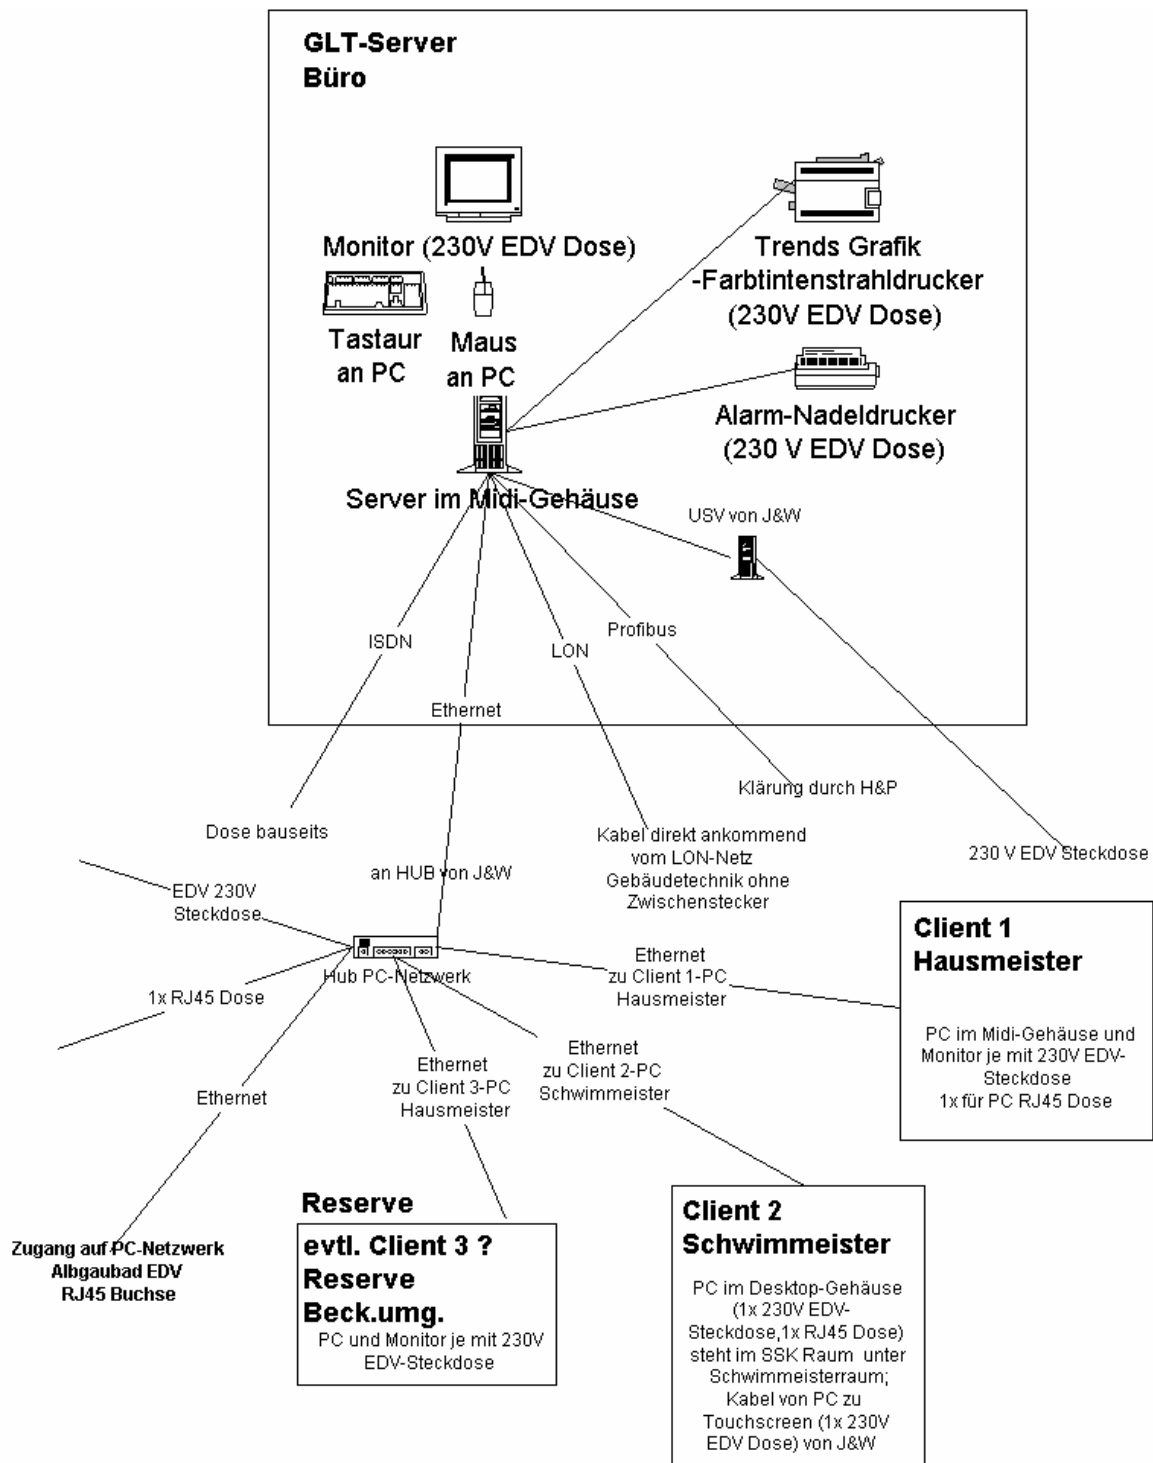 GLT-Server
Büro
Monitor (230V EDV Dose)
Trends Grafik
-Farbtintenstrahldrucker
(230V EDV Dose)
Tastaur
an PC
Maus
an PC
Alarm-Nadeldrucker
(230 V EDV Dose)
Server im Midi-Gehäuse
USV von J&W
ISDN
Ethernet
LON
Profibus
Dose bauseits
an HUB von J&W
Kabel direkt ankommend
vom LON-Netz
Gebäudetechnik ohne
Zwischenstecker
Klärung durch H&P
230 V EDV Steckdose
EDV 230V
Steckdose
Hub PC-Netzwerk
1x RJ45 Dose
Ethernet
Ethernet
zu Client 1-PC
Hausmeister
Ethernet
zu Client 2-PC
Schwimmeister
Ethernet
zu Client 3-PC
Hausmeister
Client 1
Hausmeister
PC im Midi-Gehäuse und
Monitor je mit 230V EDV-
Steckdose
1x für PC RJ45 Dose
Zugang auf PC-Netzwerk
Albgaubad EDV
RJ45 Buchse
Reserve
evtl. Client 3 ?
Reserve
Beck.umg.
PC und Monitor je mit 230V
EDV-Steckdose
Client 2
Schwimmeister
PC im Desktop-Gehäuse
(1x 230V EDV-
Steckdose,1x RJ45 Dose)
steht im SSK Raum unter
Schwimmeisterraum;
Kabel von PC zu
Touchscreen (1x 230V
EDV Dose) von J&W